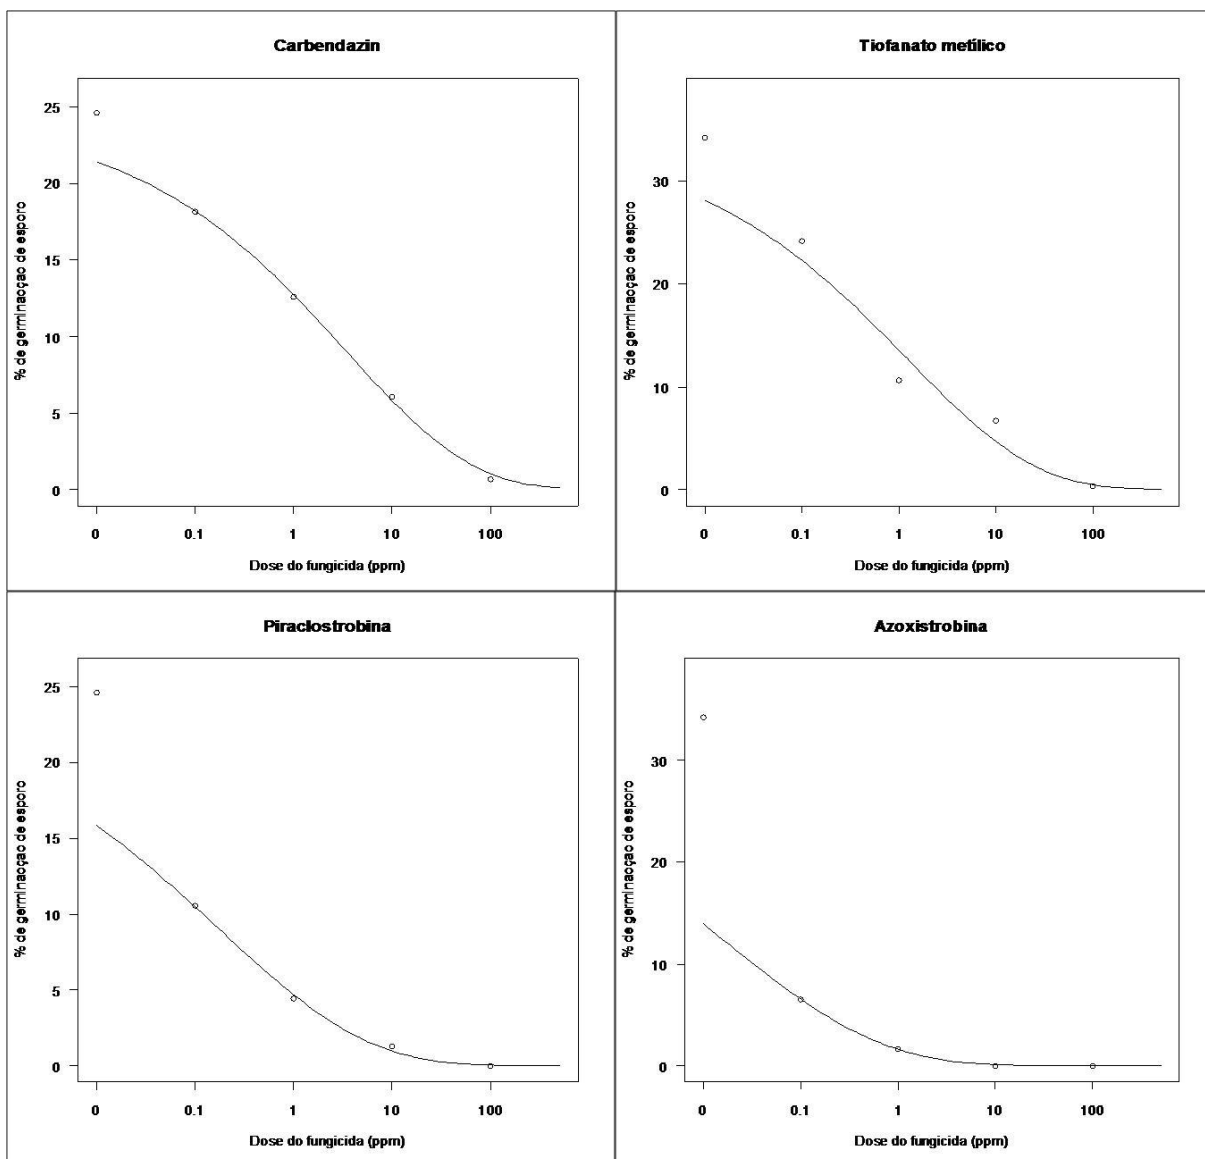 Carbendazin
% de germinacçao de esporo
25
20
15
10
5
0
0 0.1 1 10 100
Dose do fungicida (ppm)
Tiofanato metílico
% de germinacçao de esporo
30
20
10
0
0 0.1 1 10 100
Dose do fungicida (ppm)
Piraclostrobina
% de germinacçao de esporo
25
20
15
10
5
0
0 0.1 1 10 100
Dose do fungicida (ppm)
Azoxistrobina
% de germinacçao de esporo
30
20
10
0
0 0.1 1 10 100
Dose do fungicida (ppm)